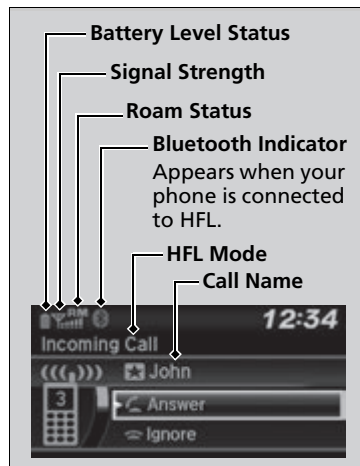 Battery Level Status
Signal Strength
Roam Status
Bluetooth Indicator
Appears when your
phone is connected
to HFL.
HFL Mode
Call Name
RM
12:34
Incoming Call
John
3
Answer
Ignore